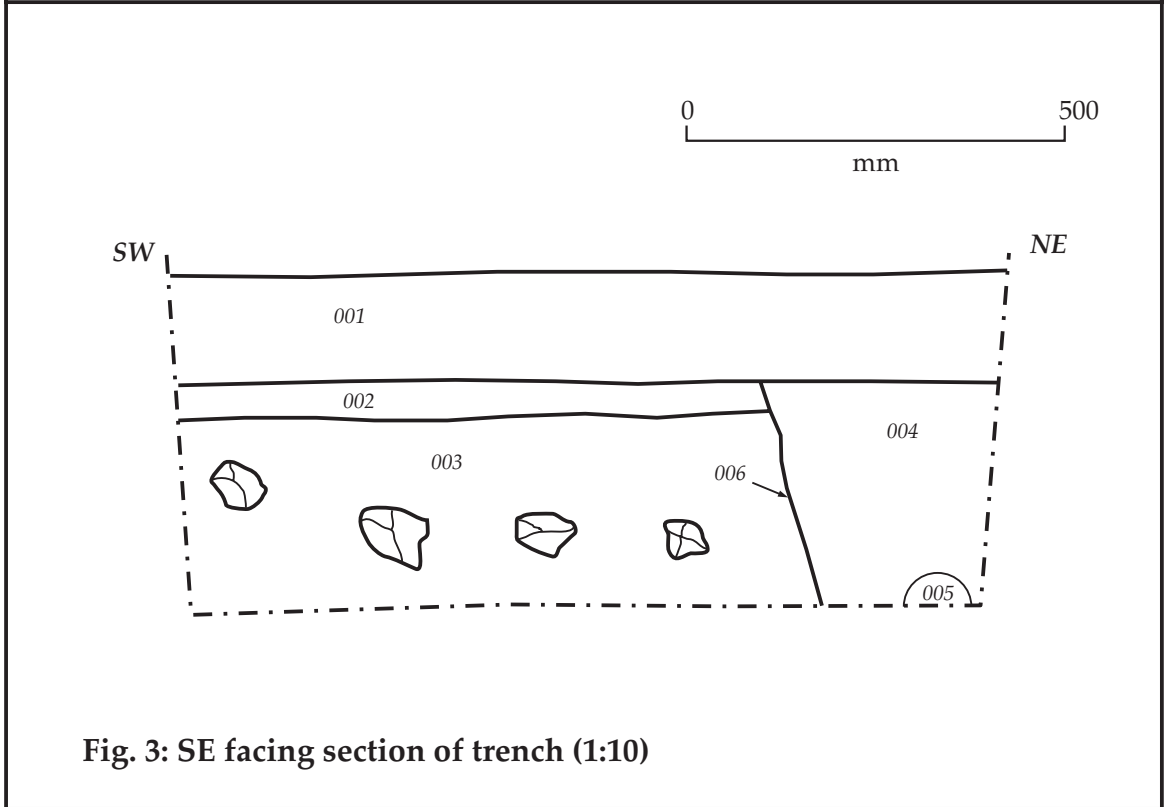 0 500
mm
SW NE
001
002
004
003
006
005
Fig. 3: SE facing section of trench (1:10)